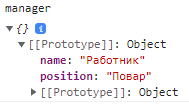 manager
▼ {} i
▼ [[Prototype]]: Object
name: "Работник"
position: "Повар"
▶ [[Prototype]]: Object